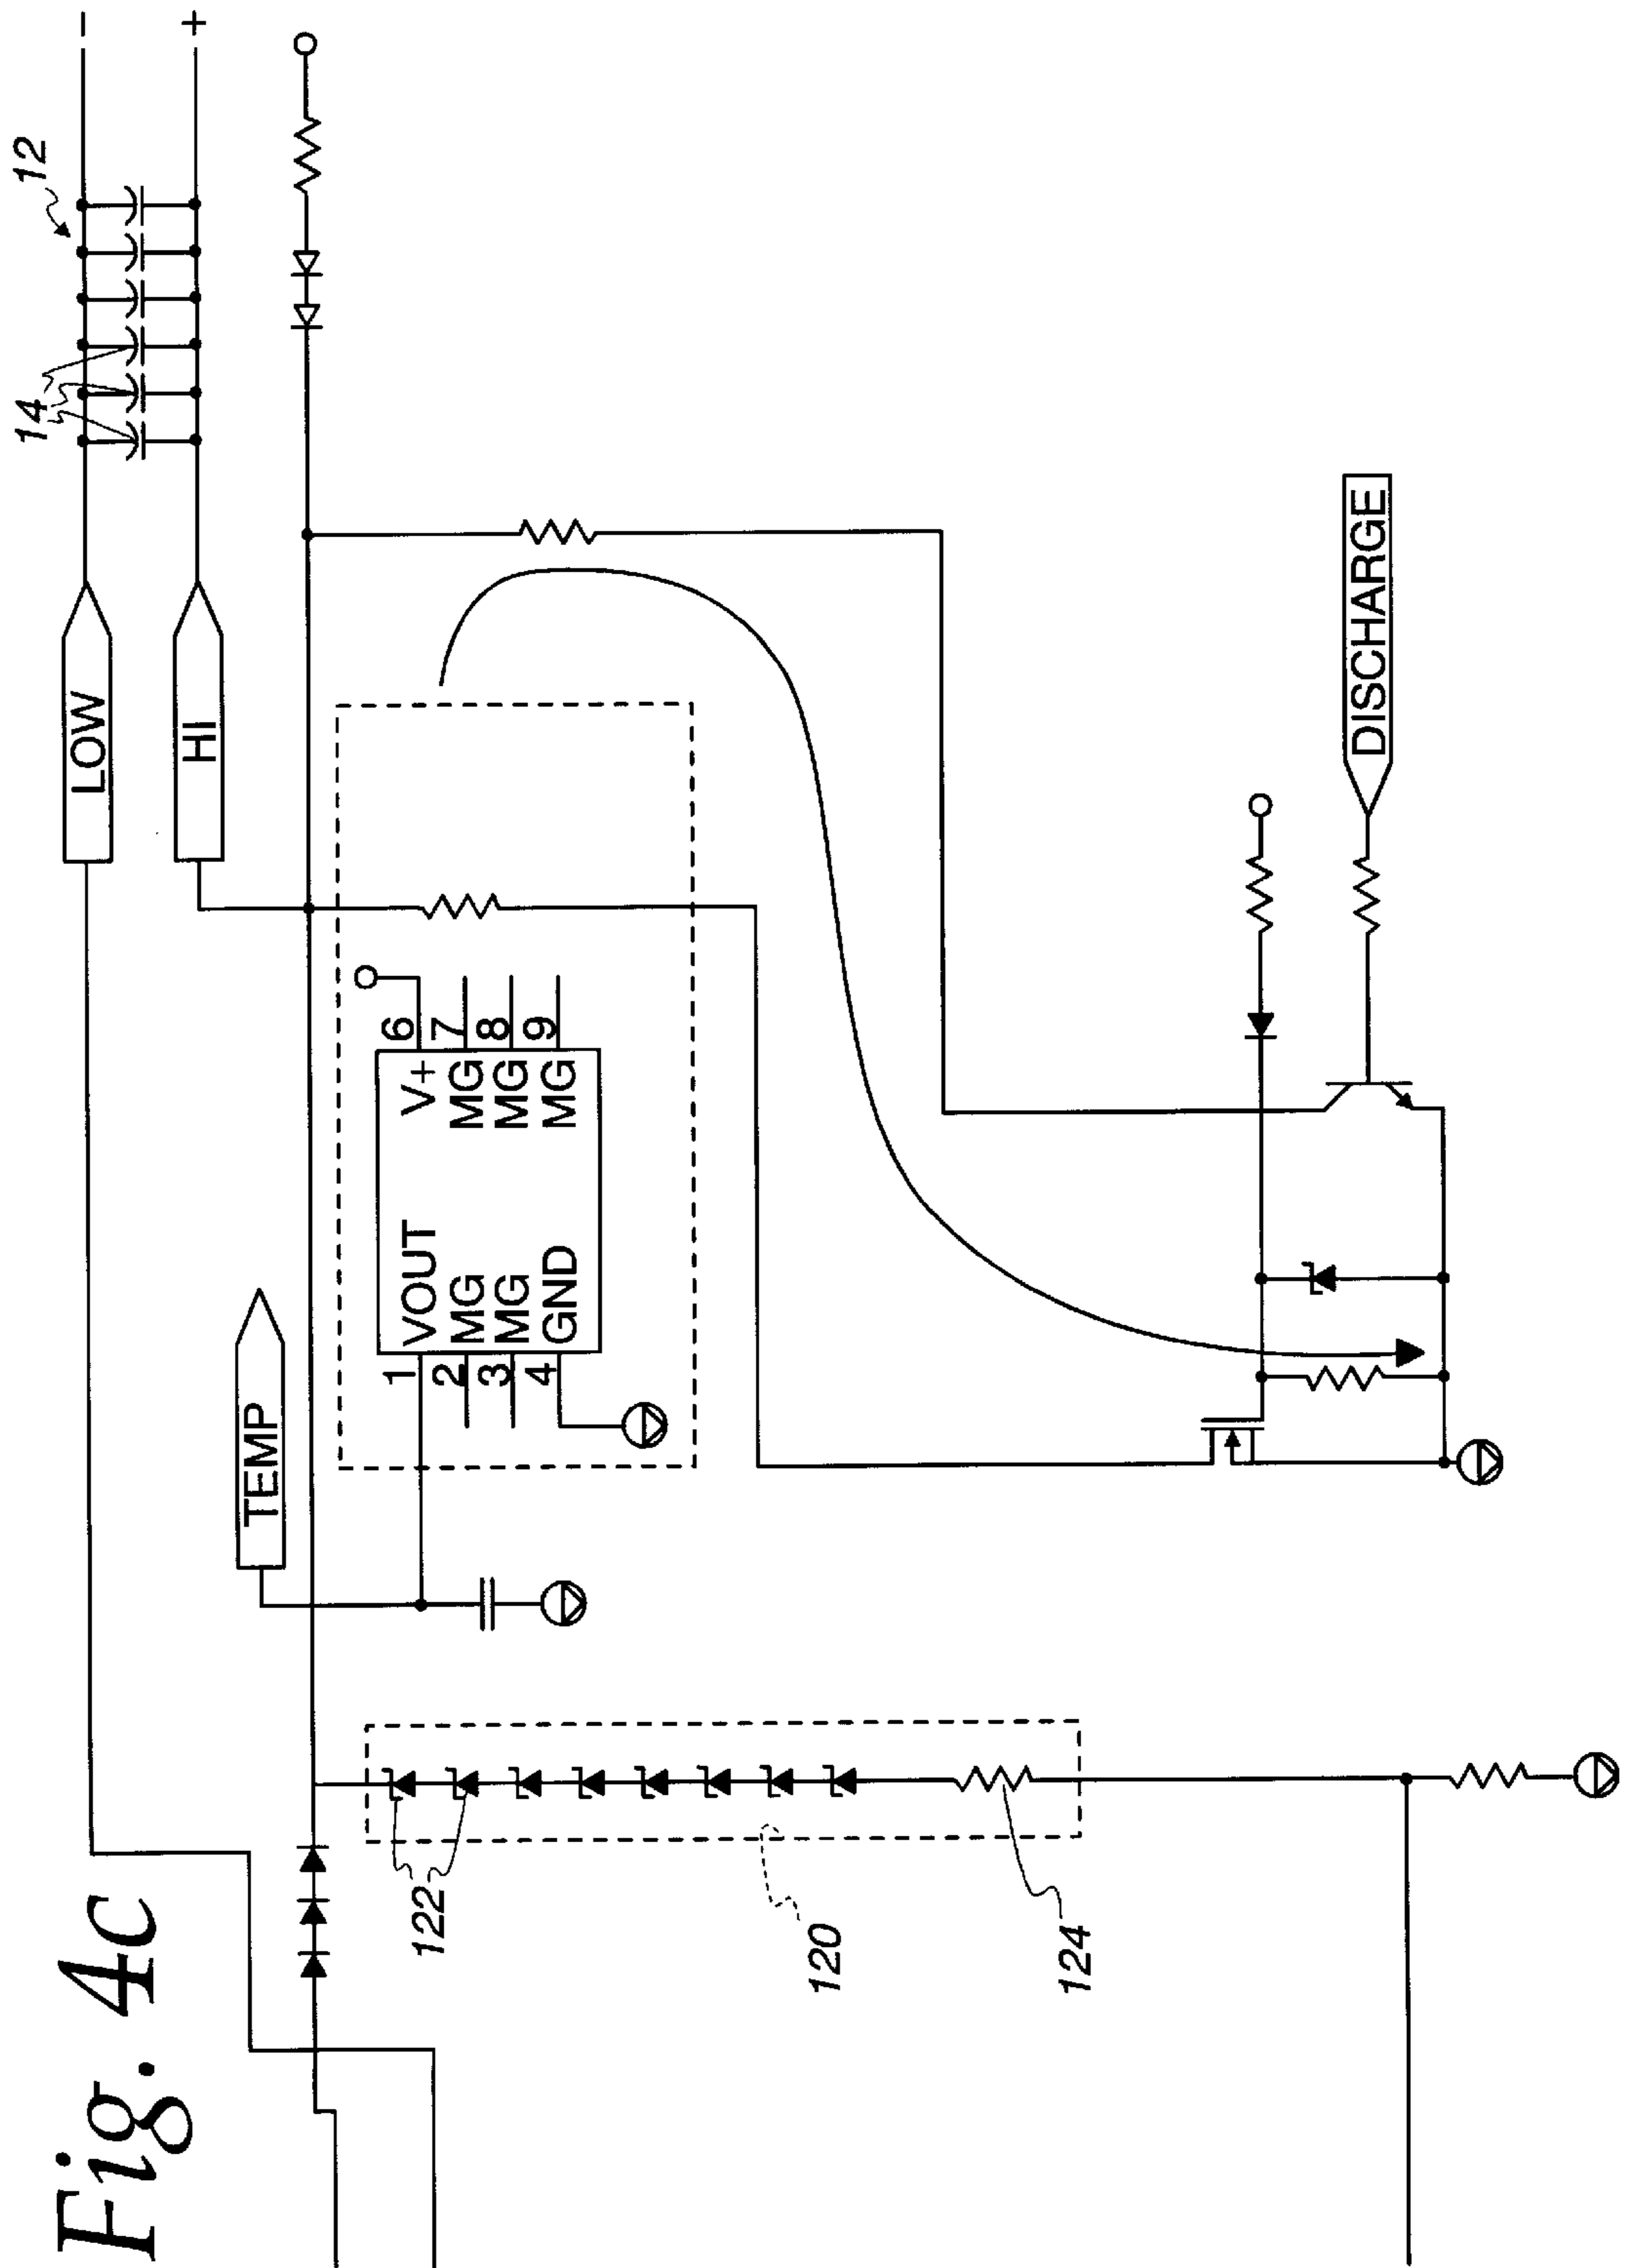 Fig. 4c
12
14
−
+
LOW
HI
TEMP
1 VOUT
2 MG
3 MG
4 GND
V+ 6
MG 7
MG 8
MG 9
122
120
124
DISCHARGE